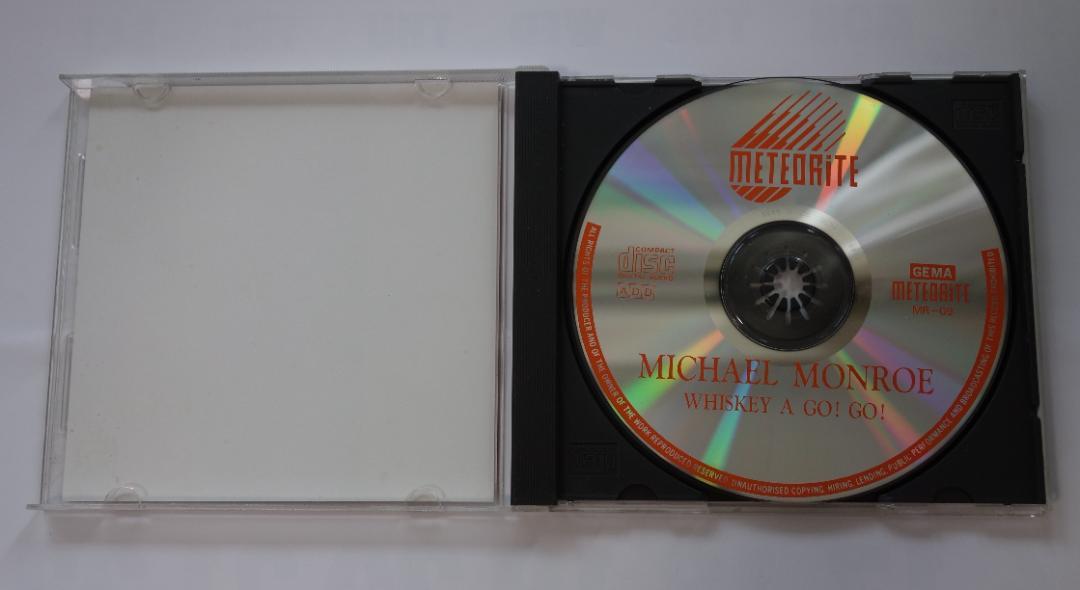 METEORiTE
COMPACT
disc
DIGITAL AUDIO
ADD
GEMA
METEORiTE
MR-09
MICHAEL MONROE
WHISKEY A GO! GO!
ALL RIGHTS OF THE PRODUCER AND OF THE OWNER OF THE WORK REPRODUCED RESERVED UNAUTHORISED COPYING, HIRING, LENDING, PUBLIC PERFORMANCE AND BROADCASTING OF THIS RECORD PROHIBITED